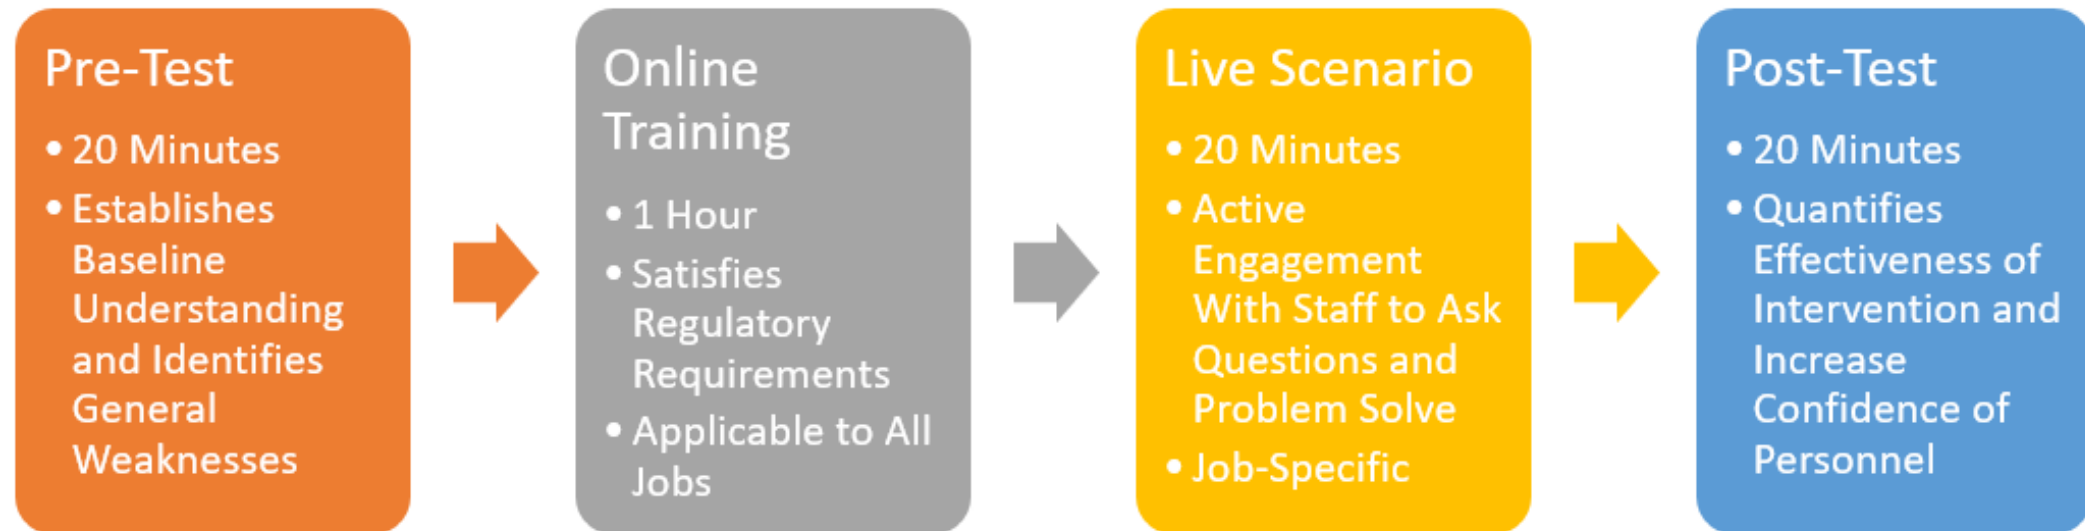 Pre-Test
• 20 Minutes
• Establishes
Baseline
Understanding
and Identifies
General
Weaknesses
Online
Training
• 1 Hour
• Satisfies
Regulatory
Requirements
• Applicable to All
Jobs
Live Scenario
• 20 Minutes
• Active
Engagement
With Staff to Ask
Questions and
Problem Solve
• Job-Specific
Post-Test
• 20 Minutes
• Quantifies
Effectiveness of
Intervention and
Increase
Confidence of
Personnel